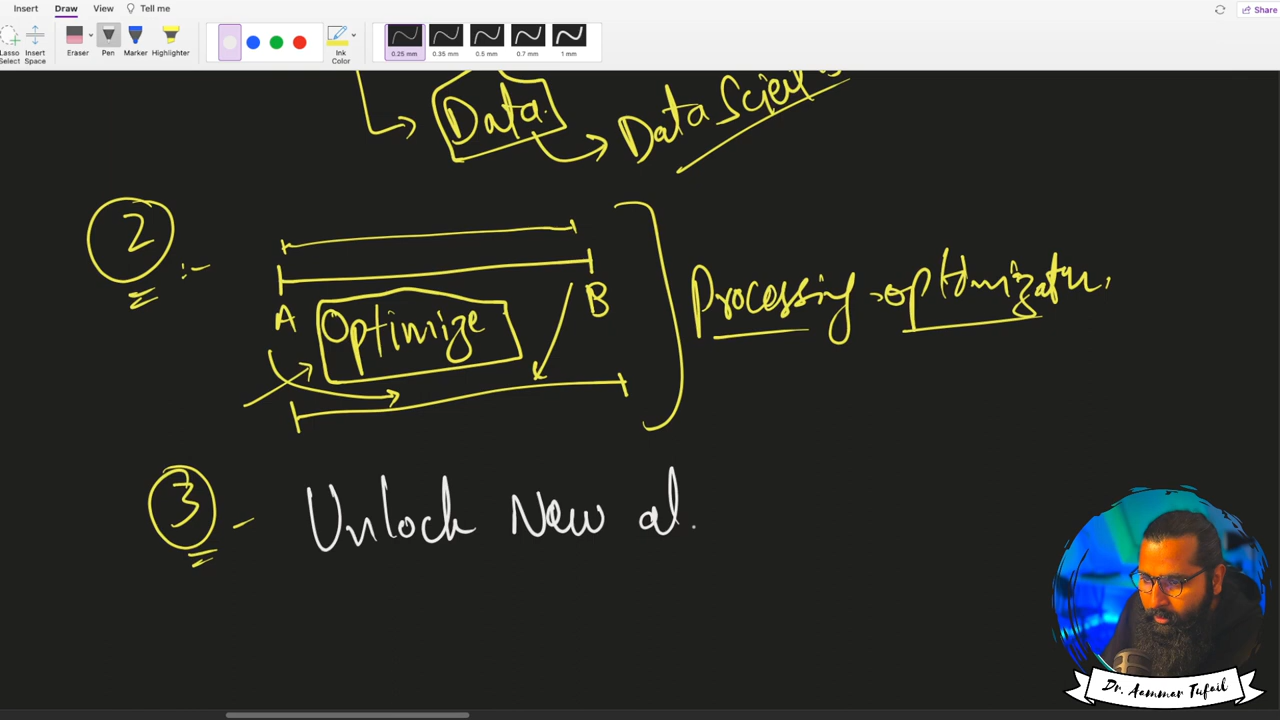 Insert Draw View Tell me
Share
Lasso Select
Insert Space
Eraser Pen Marker Highlighter
Ink Color
0.25 mm 0.35 mm 0.5 mm 0.7 mm 1 mm
Data.
Data Scien
2 :-
A B
Optimize
Processing optimization.
3 - Unlock New al.
Dr. Aammar Tufail